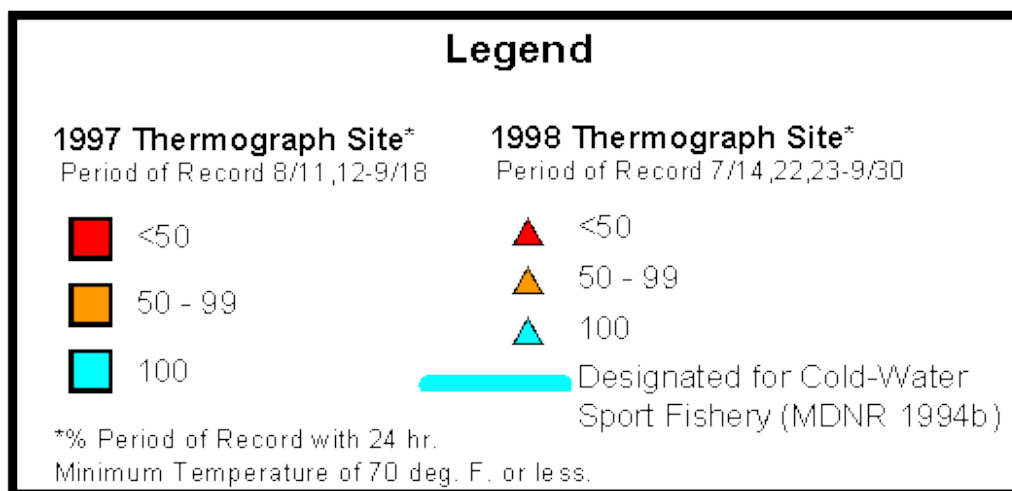 Legend
1997 Thermograph Site*
Period of Record 8/11,12-9/18
<50
50 - 99
100
1998 Thermograph Site*
Period of Record 7/14,22,23-9/30
<50
50 - 99
100
Designated for Cold-Water
Sport Fishery (MDNR 1994b)
*% Period of Record with 24 hr.
Minimum Temperature of 70 deg. F. or less.